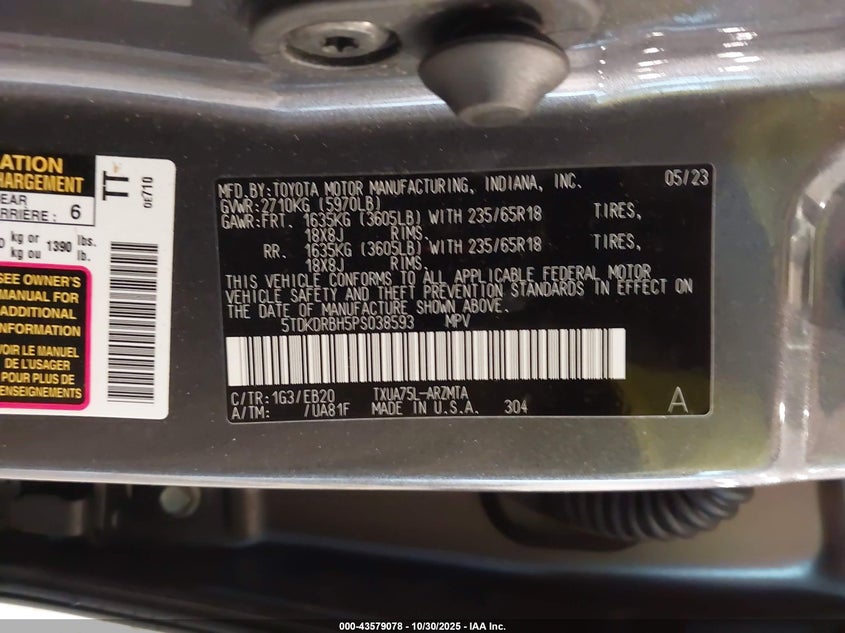 ATION
HARGEMENT
EAR
RRIÈRE : 6
kg or
kg ou
1390 lbs.
lb.
SEE OWNER'S
MANUAL FOR
ADDITIONAL
INFORMATION
VOIR LE MANUEL
DE L'USAGER
POUR PLUS DE
RENSEIGNEMENTS
TT
0E710
MFD. BY: TOYOTA MOTOR MANUFACTURING, INDIANA, INC. 05/23
GVWR: 2710KG (5970LB)
GAWR: FRT. 1635KG (3605LB) WITH 235/65R18 TIRES,
18X8J RIMS.
RR. 1635KG (3605LB) WITH 235/65R18 TIRES,
18X8J RIMS.
THIS VEHICLE CONFORMS TO ALL APPLICABLE FEDERAL MOTOR
VEHICLE SAFETY AND THEFT PREVENTION STANDARDS IN EFFECT ON
THE DATE OF MANUFACTURE SHOWN ABOVE.
5TDKDRBH5PS038593 MPV
C/TR: 1G3/EB20 TXUA75L-ARZMTA
A/TM: /UA81F MADE IN U.S.A. 304
A
000-43579078 - 10/30/2025 - IAA Inc.